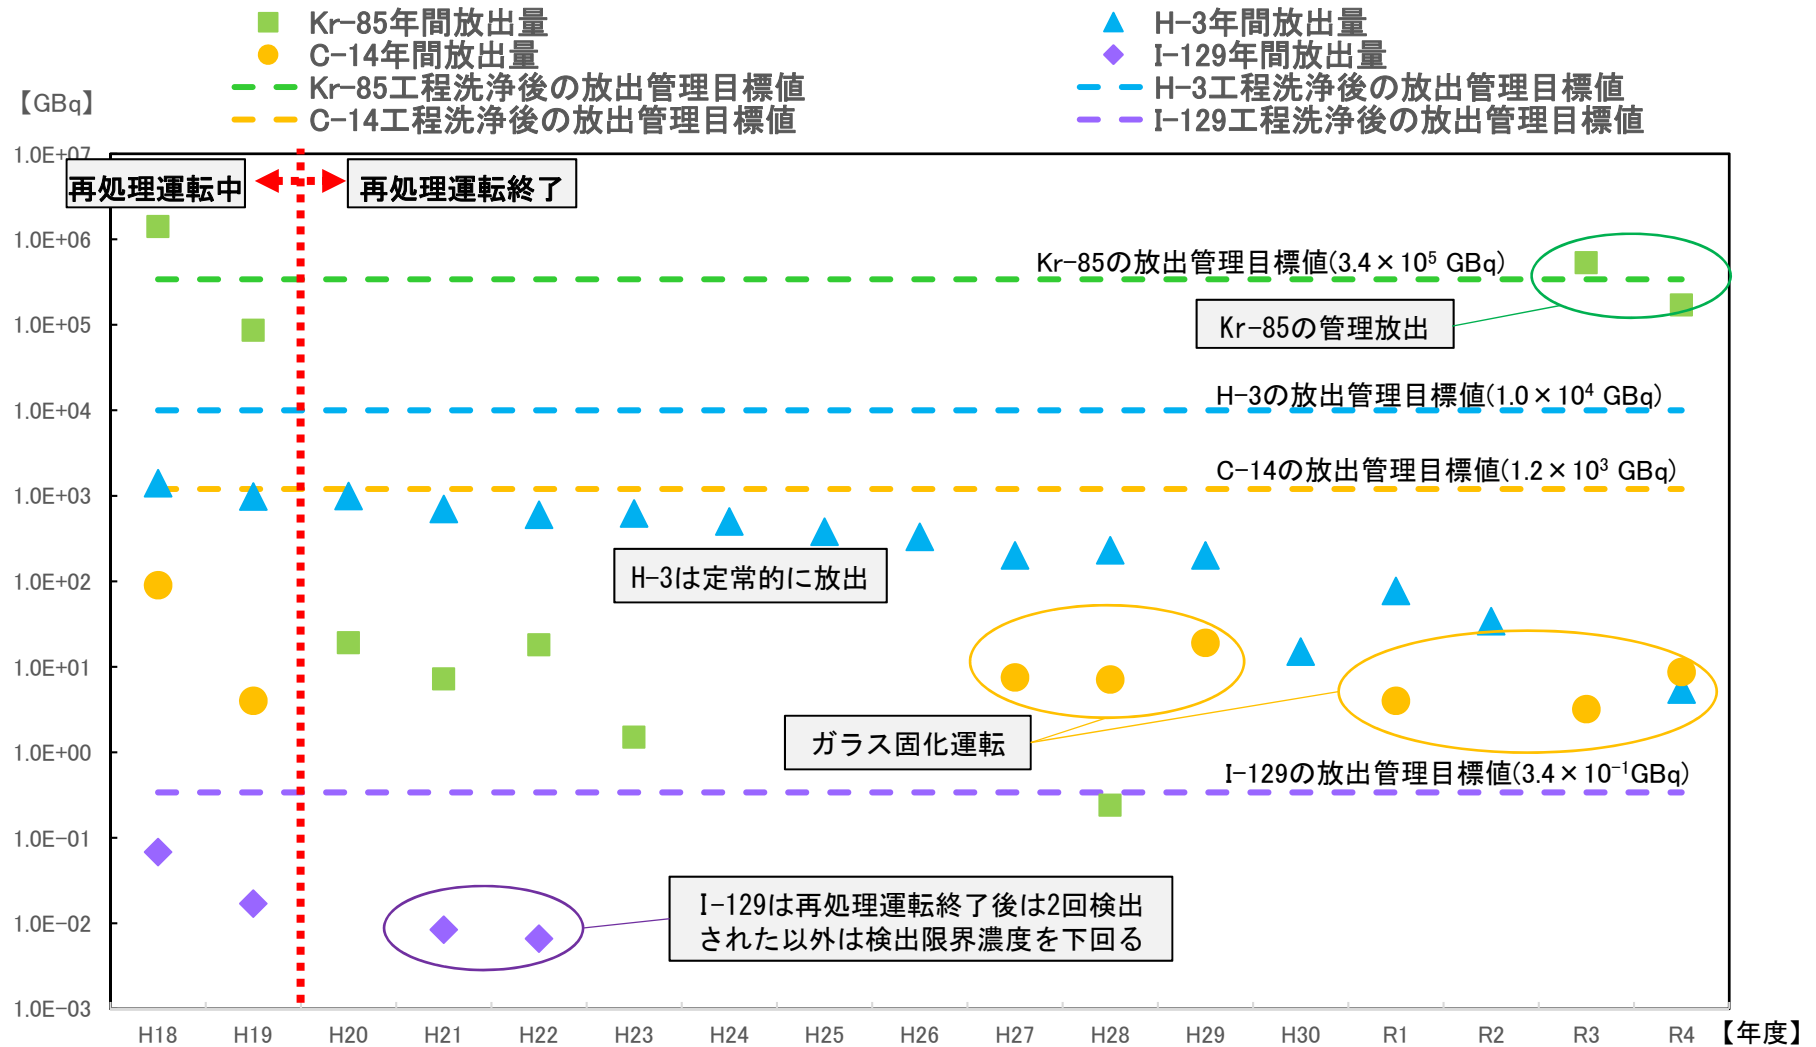 Kr-85年間放出量
H-3年間放出量
C-14年間放出量
I-129年間放出量
Kr-85工程洗浄後の放出管理目標値
H-3工程洗浄後の放出管理目標値
C-14工程洗浄後の放出管理目標値
I-129工程洗浄後の放出管理目標値
【GBq】
1.0E+07
再処理運転中
再処理運転終了
1.0E+06
Kr-85の放出管理目標値(3.4×10⁵ GBq)
1.0E+05
Kr-85の管理放出
1.0E+04
H-3の放出管理目標値(1.0×10⁴ GBq)
C-14の放出管理目標値(1.2×10³ GBq)
1.0E+03
H-3は定常的に放出
1.0E+02
1.0E+01
ガラス固化運転
1.0E+00
I-129の放出管理目標値(3.4×10⁻¹GBq)
1.0E-01
I-129は再処理運転終了後は2回検出
された以外は検出限界濃度を下回る
1.0E-02
1.0E-03
H18 H19 H20 H21 H22 H23 H24 H25 H26 H27 H28 H29 H30 R1 R2 R3 R4 【年度】